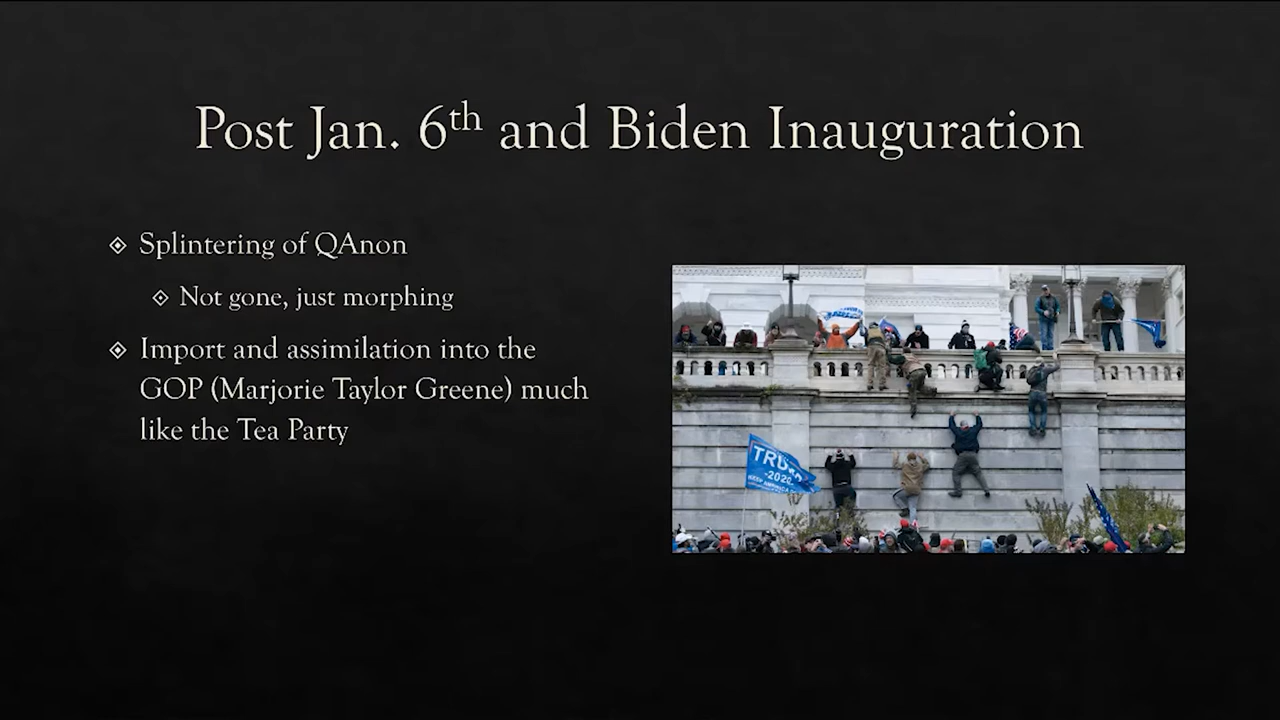 Post Jan. 6th and Biden Inauguration
Splintering of QAnon
Not gone, just morphing
Import and assimilation into the
GOP (Marjorie Taylor Greene) much
like the Tea Party
TRUMP
-2020-